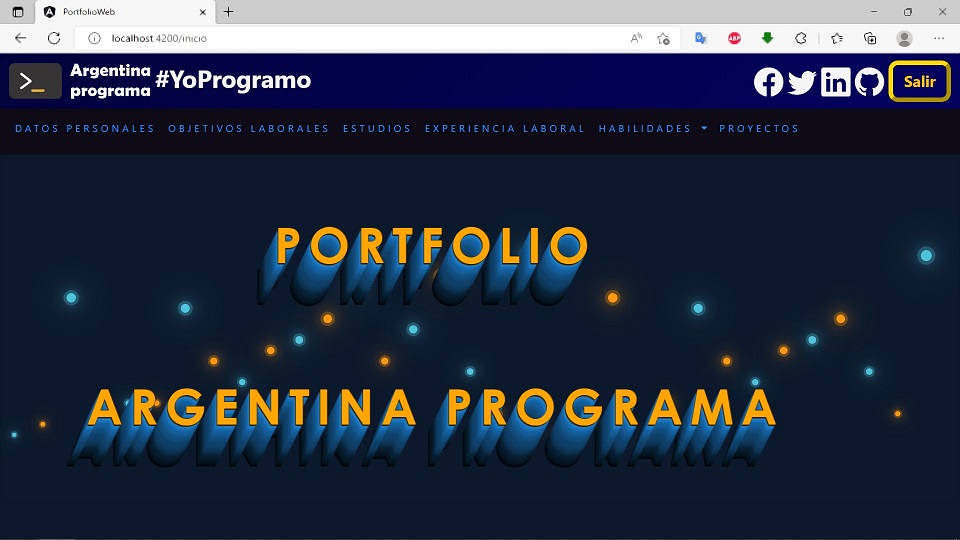 PortfolioWeb
localhost:4200/inicio
Argentina
programa #YoProgramo
Salir
DATOS PERSONALES OBJETIVOS LABORALES ESTUDIOS EXPERIENCIA LABORAL HABILIDADES PROYECTOS
PORTFOLIO
ARGENTINA PROGRAMA